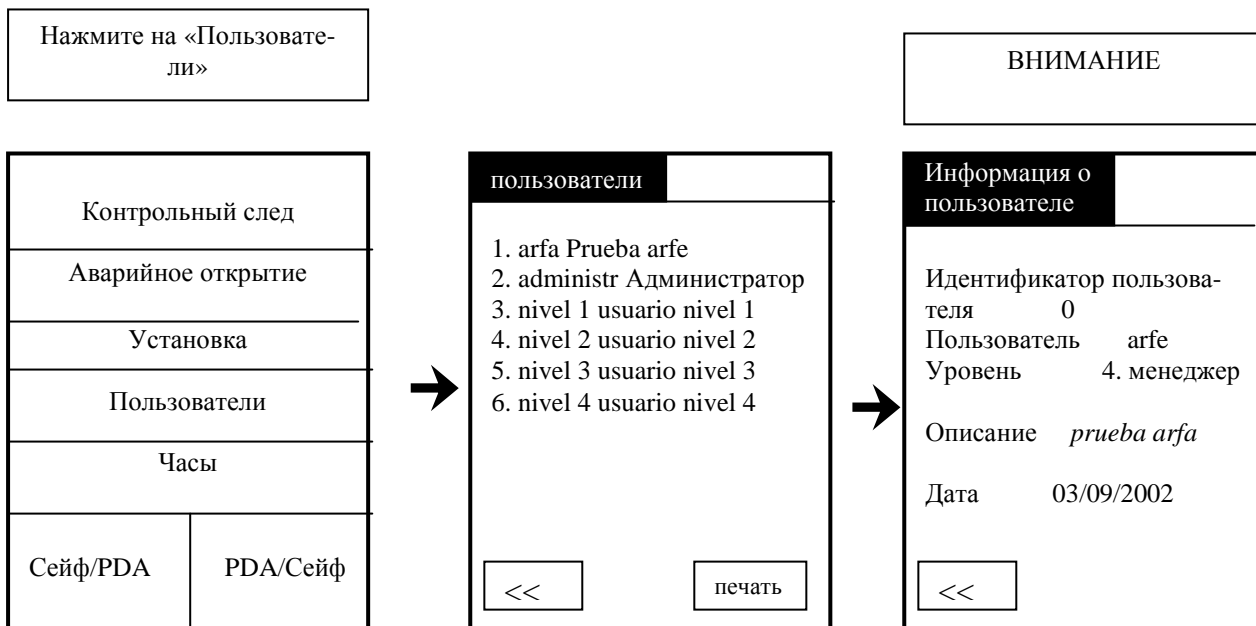 Нажмите на «Пользовате-
ли»
ВНИМАНИЕ
Контрольный след
Аварийное открытие
Установка
Пользователи
Часы
Сейф/PDA
PDA/Сейф
пользователи
1. arfa Prueba arfe
2. administr Администратор
3. nivel 1 usuario nivel 1
4. nivel 2 usuario nivel 2
5. nivel 3 usuario nivel 3
6. nivel 4 usuario nivel 4
<<
печать
Информация о
пользователе
Идентификатор пользова-
теля 0
Пользователь arfe
Уровень 4. менеджер
Описание prueba arfa
Дата 03/09/2002
<<